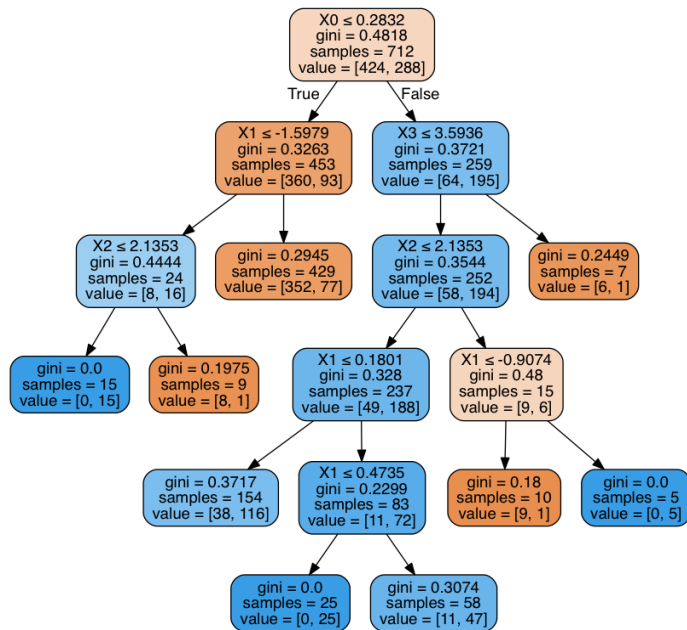 X0 ≤ 0.2832
gini = 0.4818
samples = 712
value = [424, 288]
True
False
X1 ≤ -1.5979
gini = 0.3263
samples = 453
value = [360, 93]
X3 ≤ 3.5936
gini = 0.3721
samples = 259
value = [64, 195]
X2 ≤ 2.1353
gini = 0.4444
samples = 24
value = [8, 16]
gini = 0.2945
samples = 429
value = [352, 77]
X2 ≤ 2.1353
gini = 0.3544
samples = 252
value = [58, 194]
gini = 0.2449
samples = 7
value = [6, 1]
gini = 0.0
samples = 15
value = [0, 15]
gini = 0.1975
samples = 9
value = [8, 1]
X1 ≤ 0.1801
gini = 0.328
samples = 237
value = [49, 188]
X1 ≤ -0.9074
gini = 0.48
samples = 15
value = [9, 6]
gini = 0.3717
samples = 154
value = [38, 116]
X1 ≤ 0.4735
gini = 0.2299
samples = 83
value = [11, 72]
gini = 0.18
samples = 10
value = [9, 1]
gini = 0.0
samples = 5
value = [0, 5]
gini = 0.0
samples = 25
value = [0, 25]
gini = 0.3074
samples = 58
value = [11, 47]